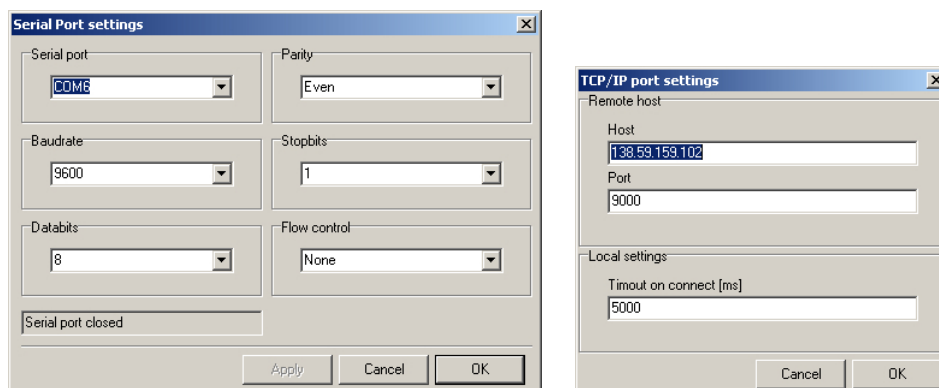 Serial Port settings
Serial port
COM6
Parity
Even
Baudrate
9600
Stopbits
1
Databits
8
Flow control
None
Serial port closed
Apply
Cancel
OK
TCP/IP port settings
Remote host
Host
138.59.159.102
Port
9000
Local settings
Timout on connect [ms]
5000
Cancel
OK